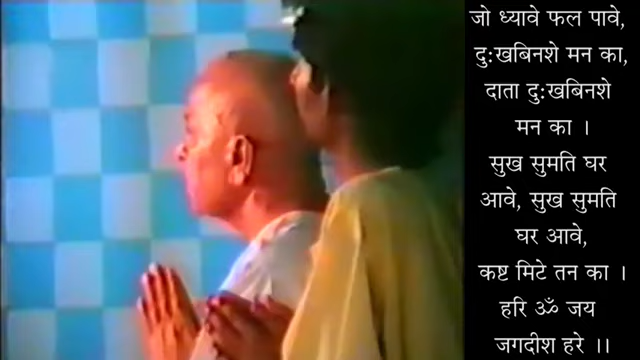 जो ध्यावे फल पावे,
दुःखबिनशे मन का,
दाता दुःखबिनशे
मन का ।
सुख सुमति घर
आवे, सुख सुमति
घर आवे,
कष्ट मिटे तन का ।
हरि ॐ जय
जगदीश हरे ।।